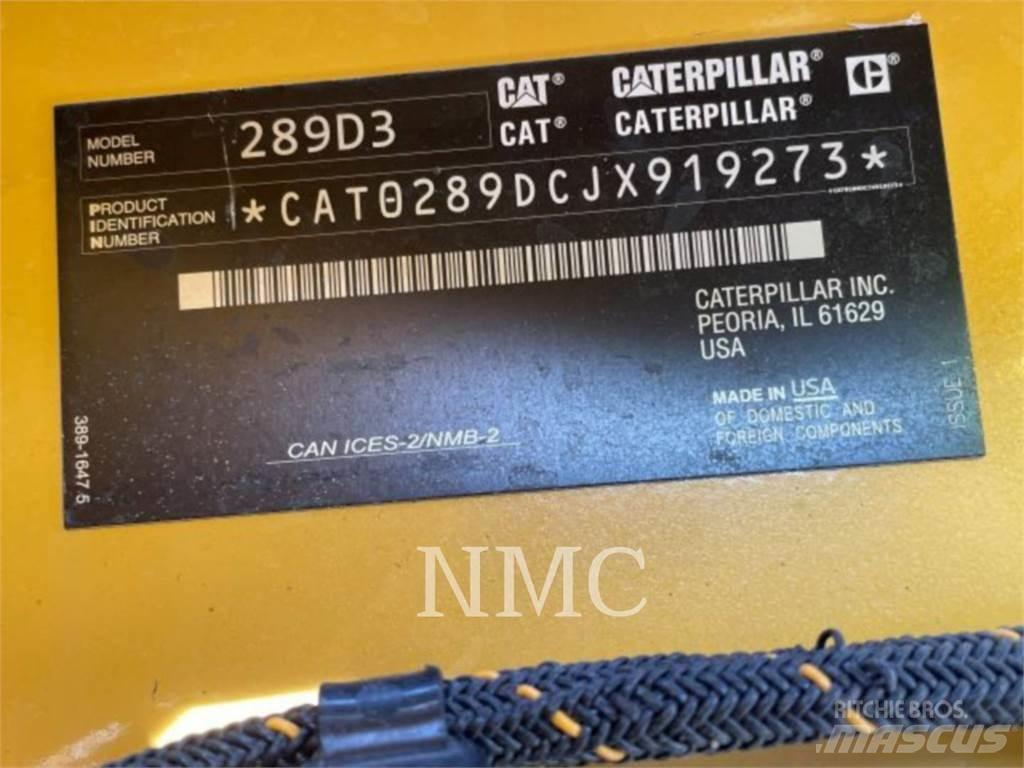 MODEL
NUMBER
289D3
CAT®
CAT®
CATERPILLAR®
CATERPILLAR®
C®
PRODUCT
IDENTIFICATION
NUMBER
*CAT0289DCJX919273*
CATERPILLAR INC.
PEORIA, IL 61629
USA
MADE IN USA
OF DOMESTIC AND
FOREIGN COMPONENTS
CAN ICES-2/NMB-2
389-1647 5
ISSUE 1
NMC
RITCHIE BROS.
MASCUS